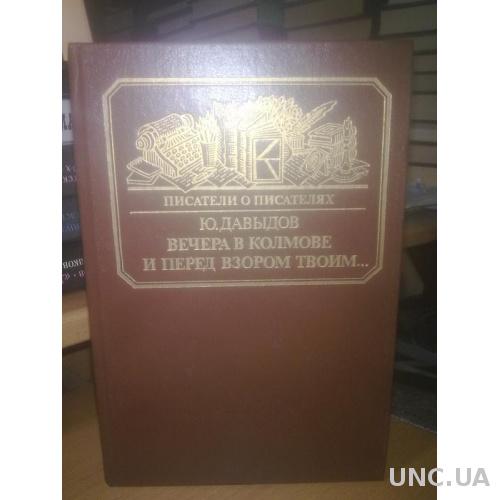 ПИСАТЕЛИ О ПИСАТЕЛЯХ
Ю.ДАВЫДОВ
ВЕЧЕРА В КОЛМОВЕ
И ПЕРЕД ВЗОРОМ ТВОИМ...
UNC.UA